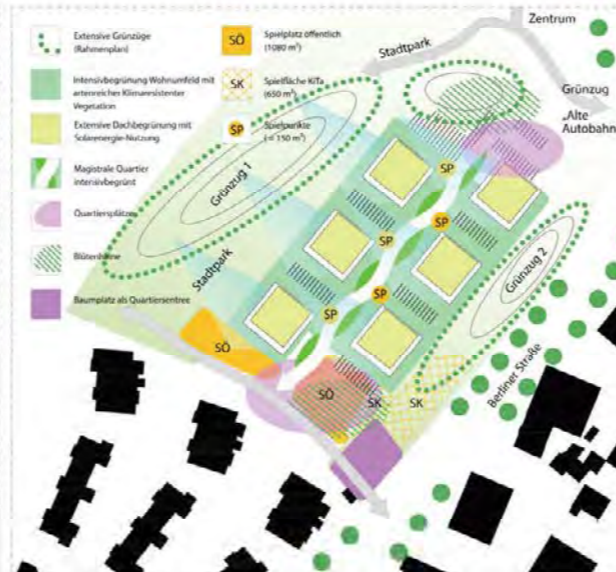 Extensive Grünzüge
(Rahmenplan)
Intensivbegrünung Wohnumfeld mit
artenreicher Klimaresistenter
Vegetation
Extensive Dachbegrünung mit
Solarenergie-Nutzung
Magistrale Quartier
intensivbegrünt
Quartiersplätze
Blütenhaine
Baumplatz als Quartiersentree
SÖ
Spielplatz öffentlich
(1080 m²)
SK
Spielfläche KiTa
(650 m²)
SP
Spielpunkte
(= 150 m²)
Stadtpark
Zentrum
Grünzug
„Alte
Autobahn
Grünzug 1
Stadtpark
Grünzug 2
Berliner Straße
SP
SP
SP
SP
SP
SÖ
SÖ
SK
SK